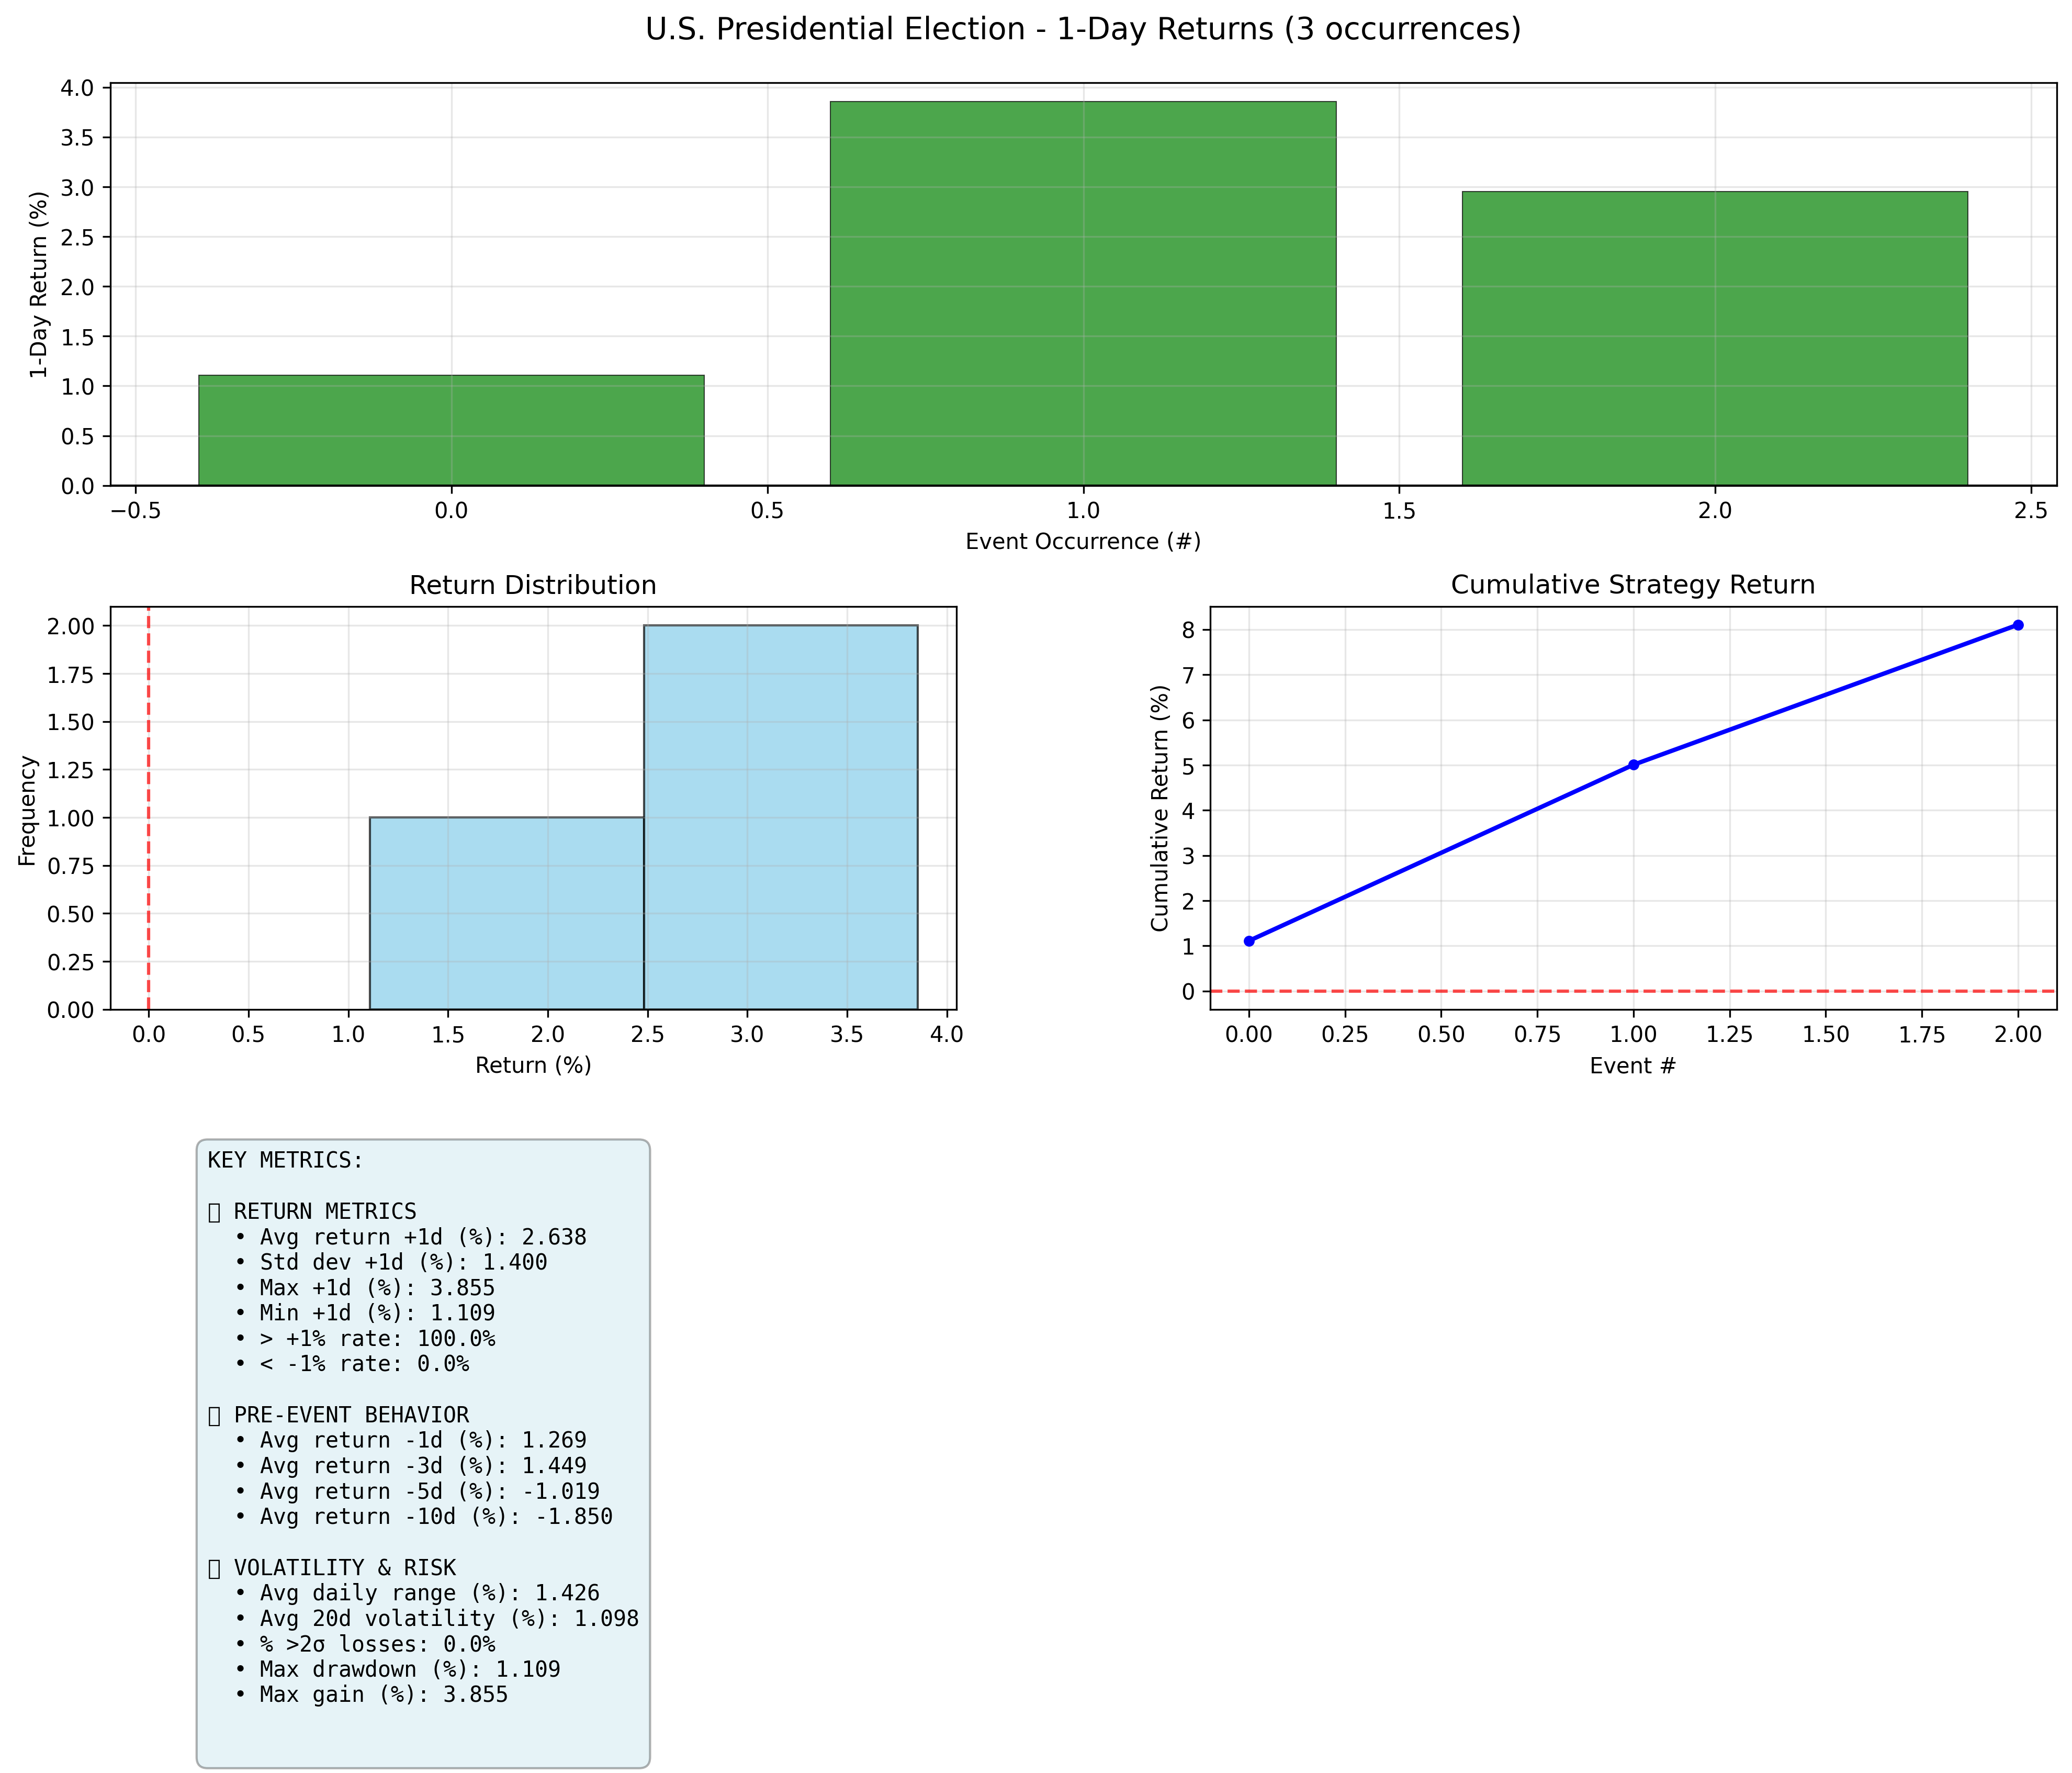 U.S. Presidential Election - 1-Day Returns (3 occurrences)
1-Day Return (%)
4.0
3.5
3.0
2.5
2.0
1.5
1.0
0.5
0.0
−0.5 0.0 0.5 1.0 1.5 2.0 2.5
Event Occurrence (#)
Return Distribution
Frequency
2.00
1.75
1.50
1.25
1.00
0.75
0.50
0.25
0.00
0.0 0.5 1.0 1.5 2.0 2.5 3.0 3.5 4.0
Return (%)
Cumulative Strategy Return
Cumulative Return (%)
8
7
6
5
4
3
2
1
0
0.00 0.25 0.50 0.75 1.00 1.25 1.50 1.75 2.00
Event #
KEY METRICS:
▯ RETURN METRICS
• Avg return +1d (%): 2.638
• Std dev +1d (%): 1.400
• Max +1d (%): 3.855
• Min +1d (%): 1.109
• > +1% rate: 100.0%
• < -1% rate: 0.0%
▯ PRE-EVENT BEHAVIOR
• Avg return -1d (%): 1.269
• Avg return -3d (%): 1.449
• Avg return -5d (%): -1.019
• Avg return -10d (%): -1.850
▯ VOLATILITY & RISK
• Avg daily range (%): 1.426
• Avg 20d volatility (%): 1.098
• % >2σ losses: 0.0%
• Max drawdown (%): 1.109
• Max gain (%): 3.855